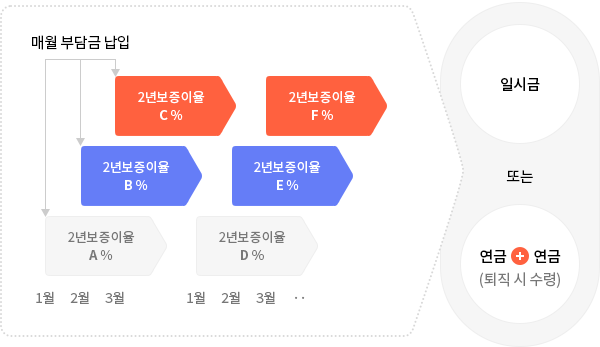 매월 부담금 납입
2년보증이율
C %
2년보증이율
F %
2년보증이율
B %
2년보증이율
E %
2년보증이율
A %
2년보증이율
D %
1월 2월 3월 1월 2월 3월 ··
일시금
또는
연금 + 연금
(퇴직 시 수령)